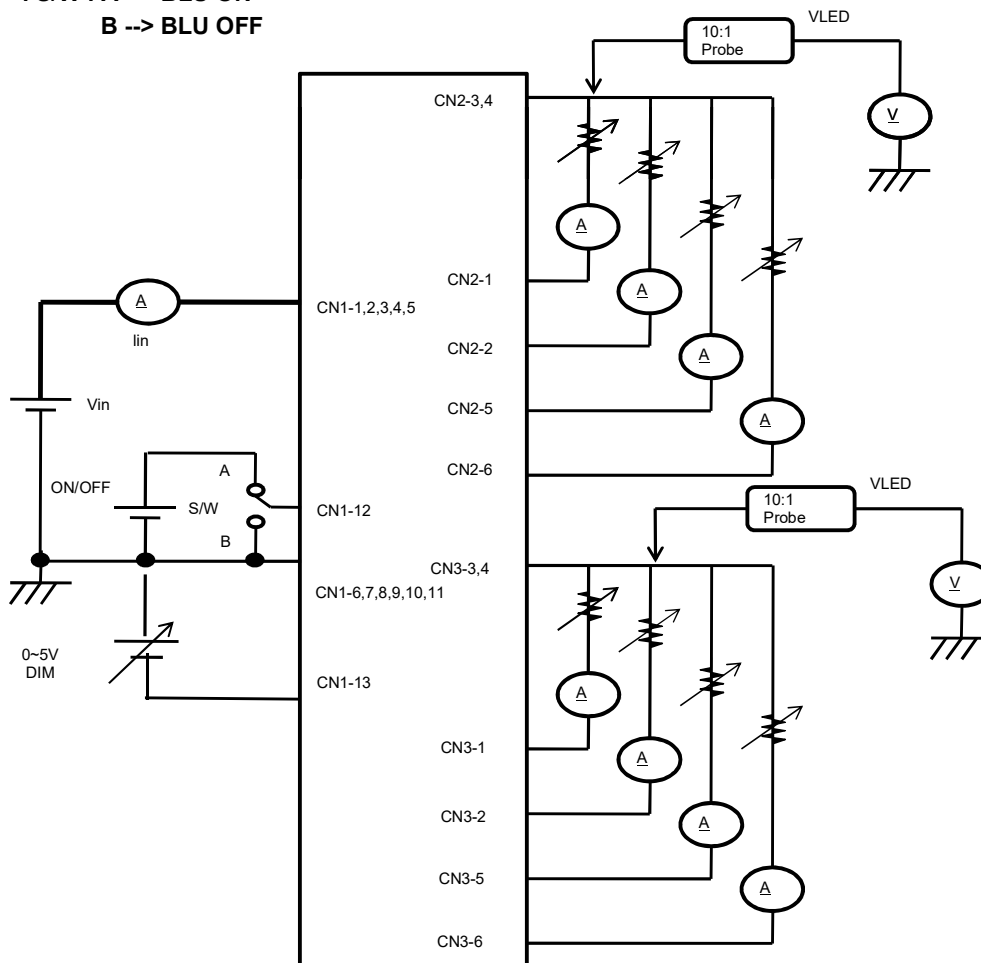 B --> BLU OFF
VLED
10:1
Probe
V
CN2-3,4
A
CN2-1
A
CN2-2
A
CN2-5
A
CN2-6
A
Iin
CN1-1,2,3,4,5
Vin
ON/OFF
S/W
A
B
CN1-12
CN1-6,7,8,9,10,11
0~5V
DIM
CN1-13
VLED
10:1
Probe
V
CN3-3,4
A
CN3-1
A
CN3-2
A
CN3-5
A
CN3-6